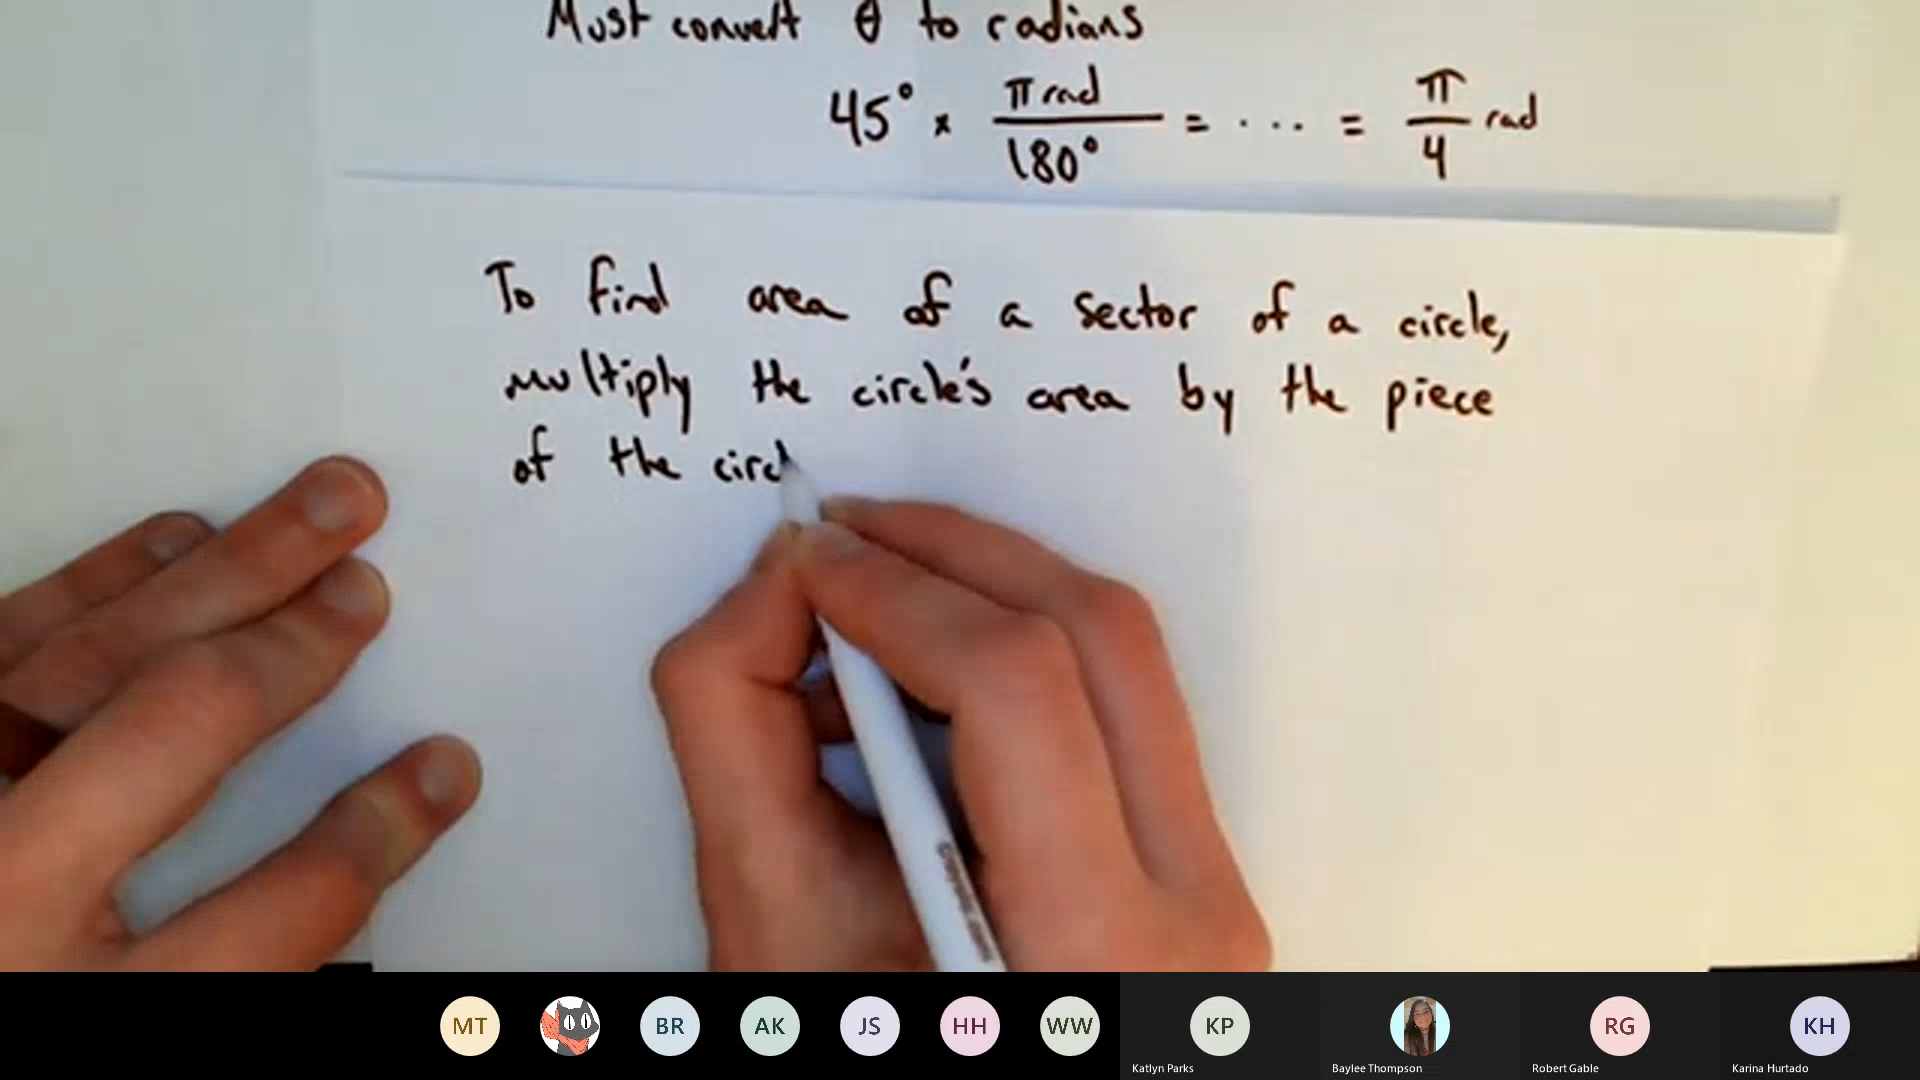 Must convert θ to radians
45° × π rad / 180° = ···· = π / 4 rad
To find area of a sector of a circle,
multiply the circle's area by the piece
of the circl
MT
BR
AK
JS
HH
WW
KP
RG
KH
Katlyn Parks
Baylee Thompson
Robert Gable
Karina Hurtado